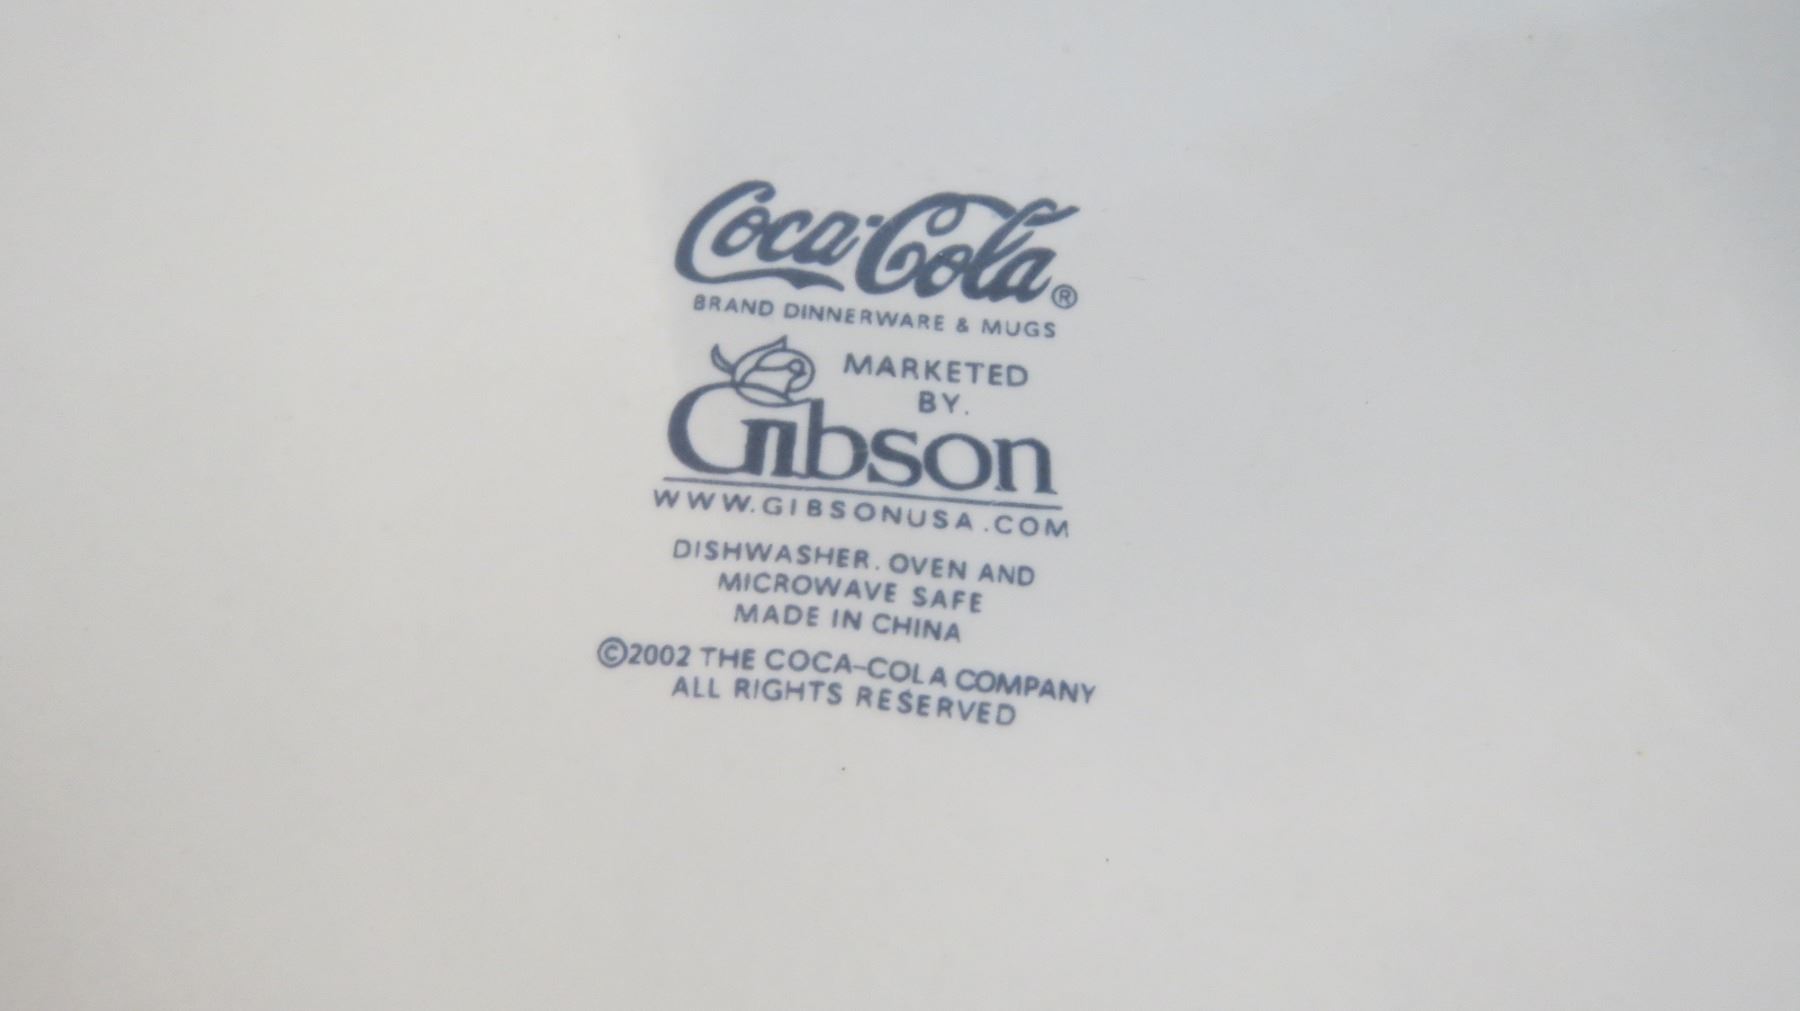 Coca-Cola®
BRAND DINNERWARE & MUGS
MARKETED
BY.
Gibson
WWW.GIBSONUSA.COM
DISHWASHER. OVEN AND
MICROWAVE SAFE
MADE IN CHINA
©2002 THE COCA-COLA COMPANY
ALL RIGHTS RESERVED